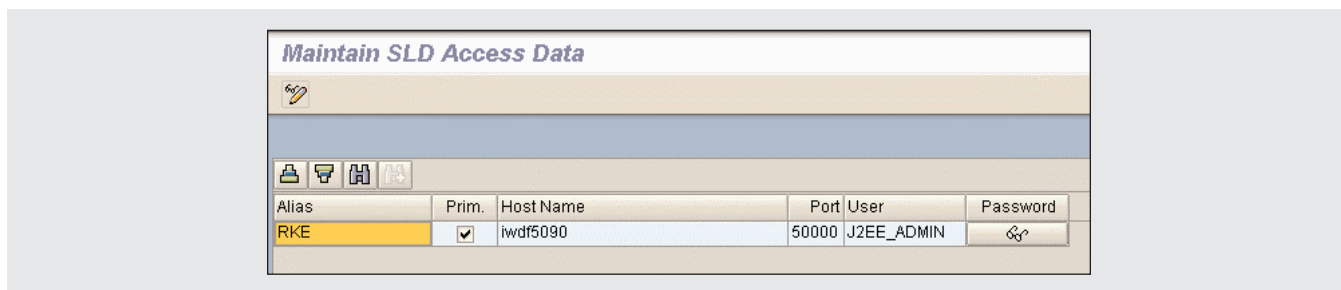 Maintain SLD Access Data
Alias Prim. Host Name Port User Password
RKE iwdf5090 50000 J2EE_ADMIN